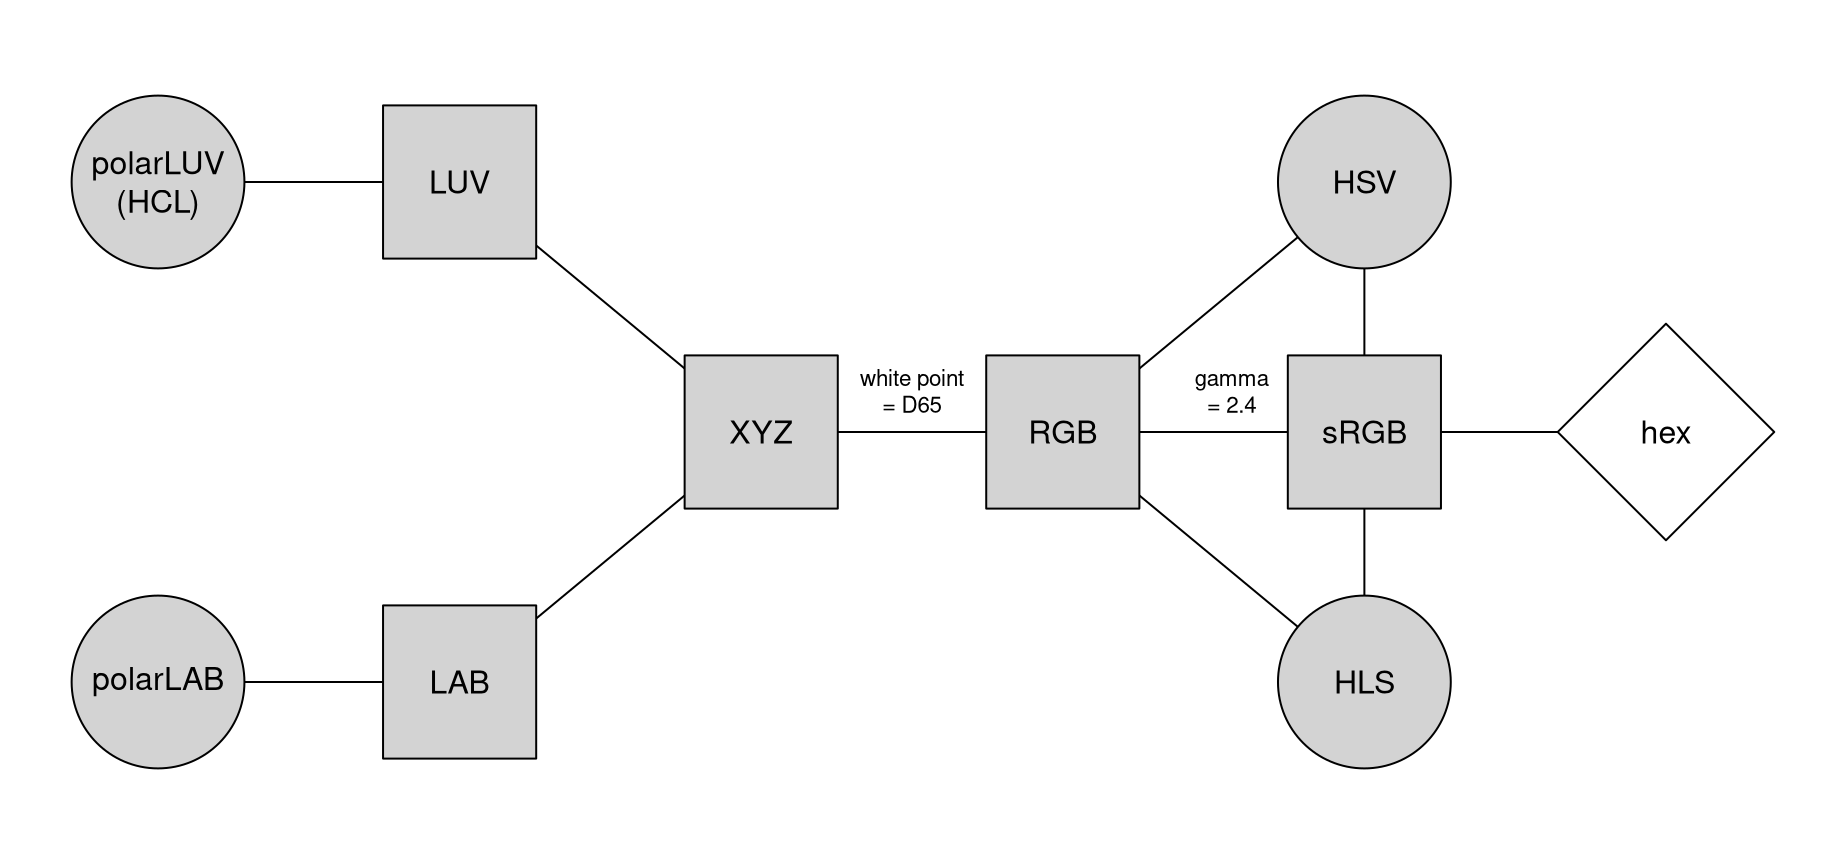 polarLUV
(HCL)
LUV
HSV
XYZ
white point
= D65
RGB
gamma
= 2.4
sRGB
hex
polarLAB
LAB
HLS